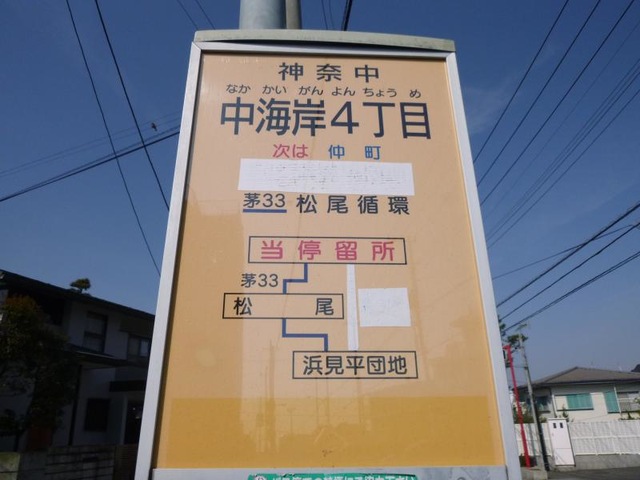 神奈中
なか かい がん よん ちょう め
中海岸4丁目
次は 仲町
茅33 松尾循環
当停留所
茅33
松尾
浜見平団地